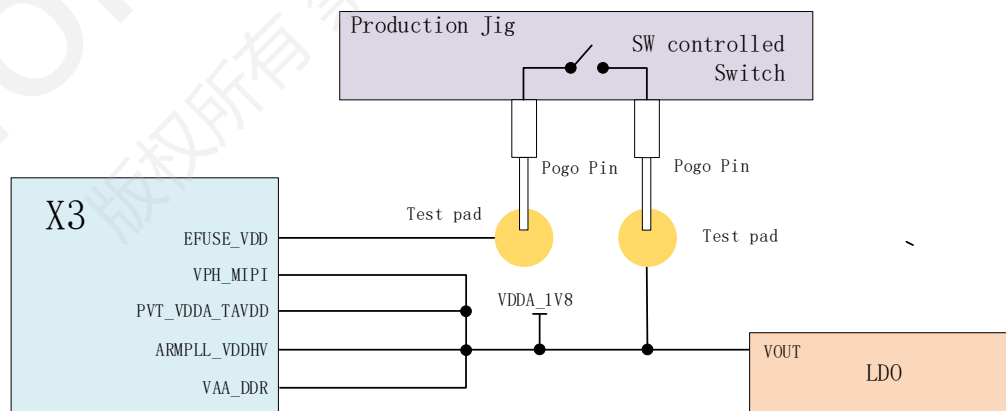 Production Jig
SW controlled
Switch
Pogo Pin
Pogo Pin
X3
Test pad
Test pad
EFUSE_VDD
VPH_MIPI
VDDA_1V8
PVT_VDDA_TAVDD
ARMPLL_VDDHV
VOUT
LDO
VAA_DDR
版权所有